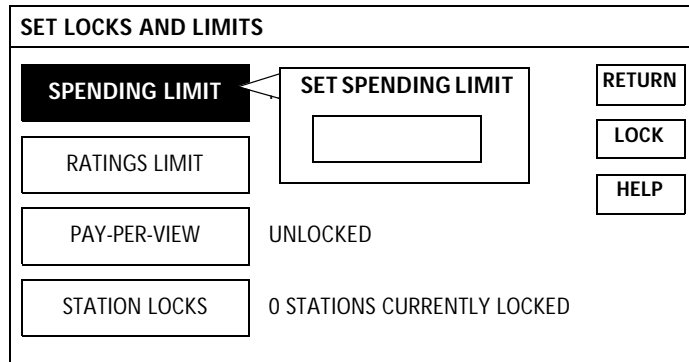 SET LOCKS AND LIMITS
SPENDING LIMIT
SET SPENDING LIMIT
RETURN
LOCK
RATINGS LIMIT
HELP
PAY-PER-VIEW UNLOCKED
STATION LOCKS 0 STATIONS CURRENTLY LOCKED